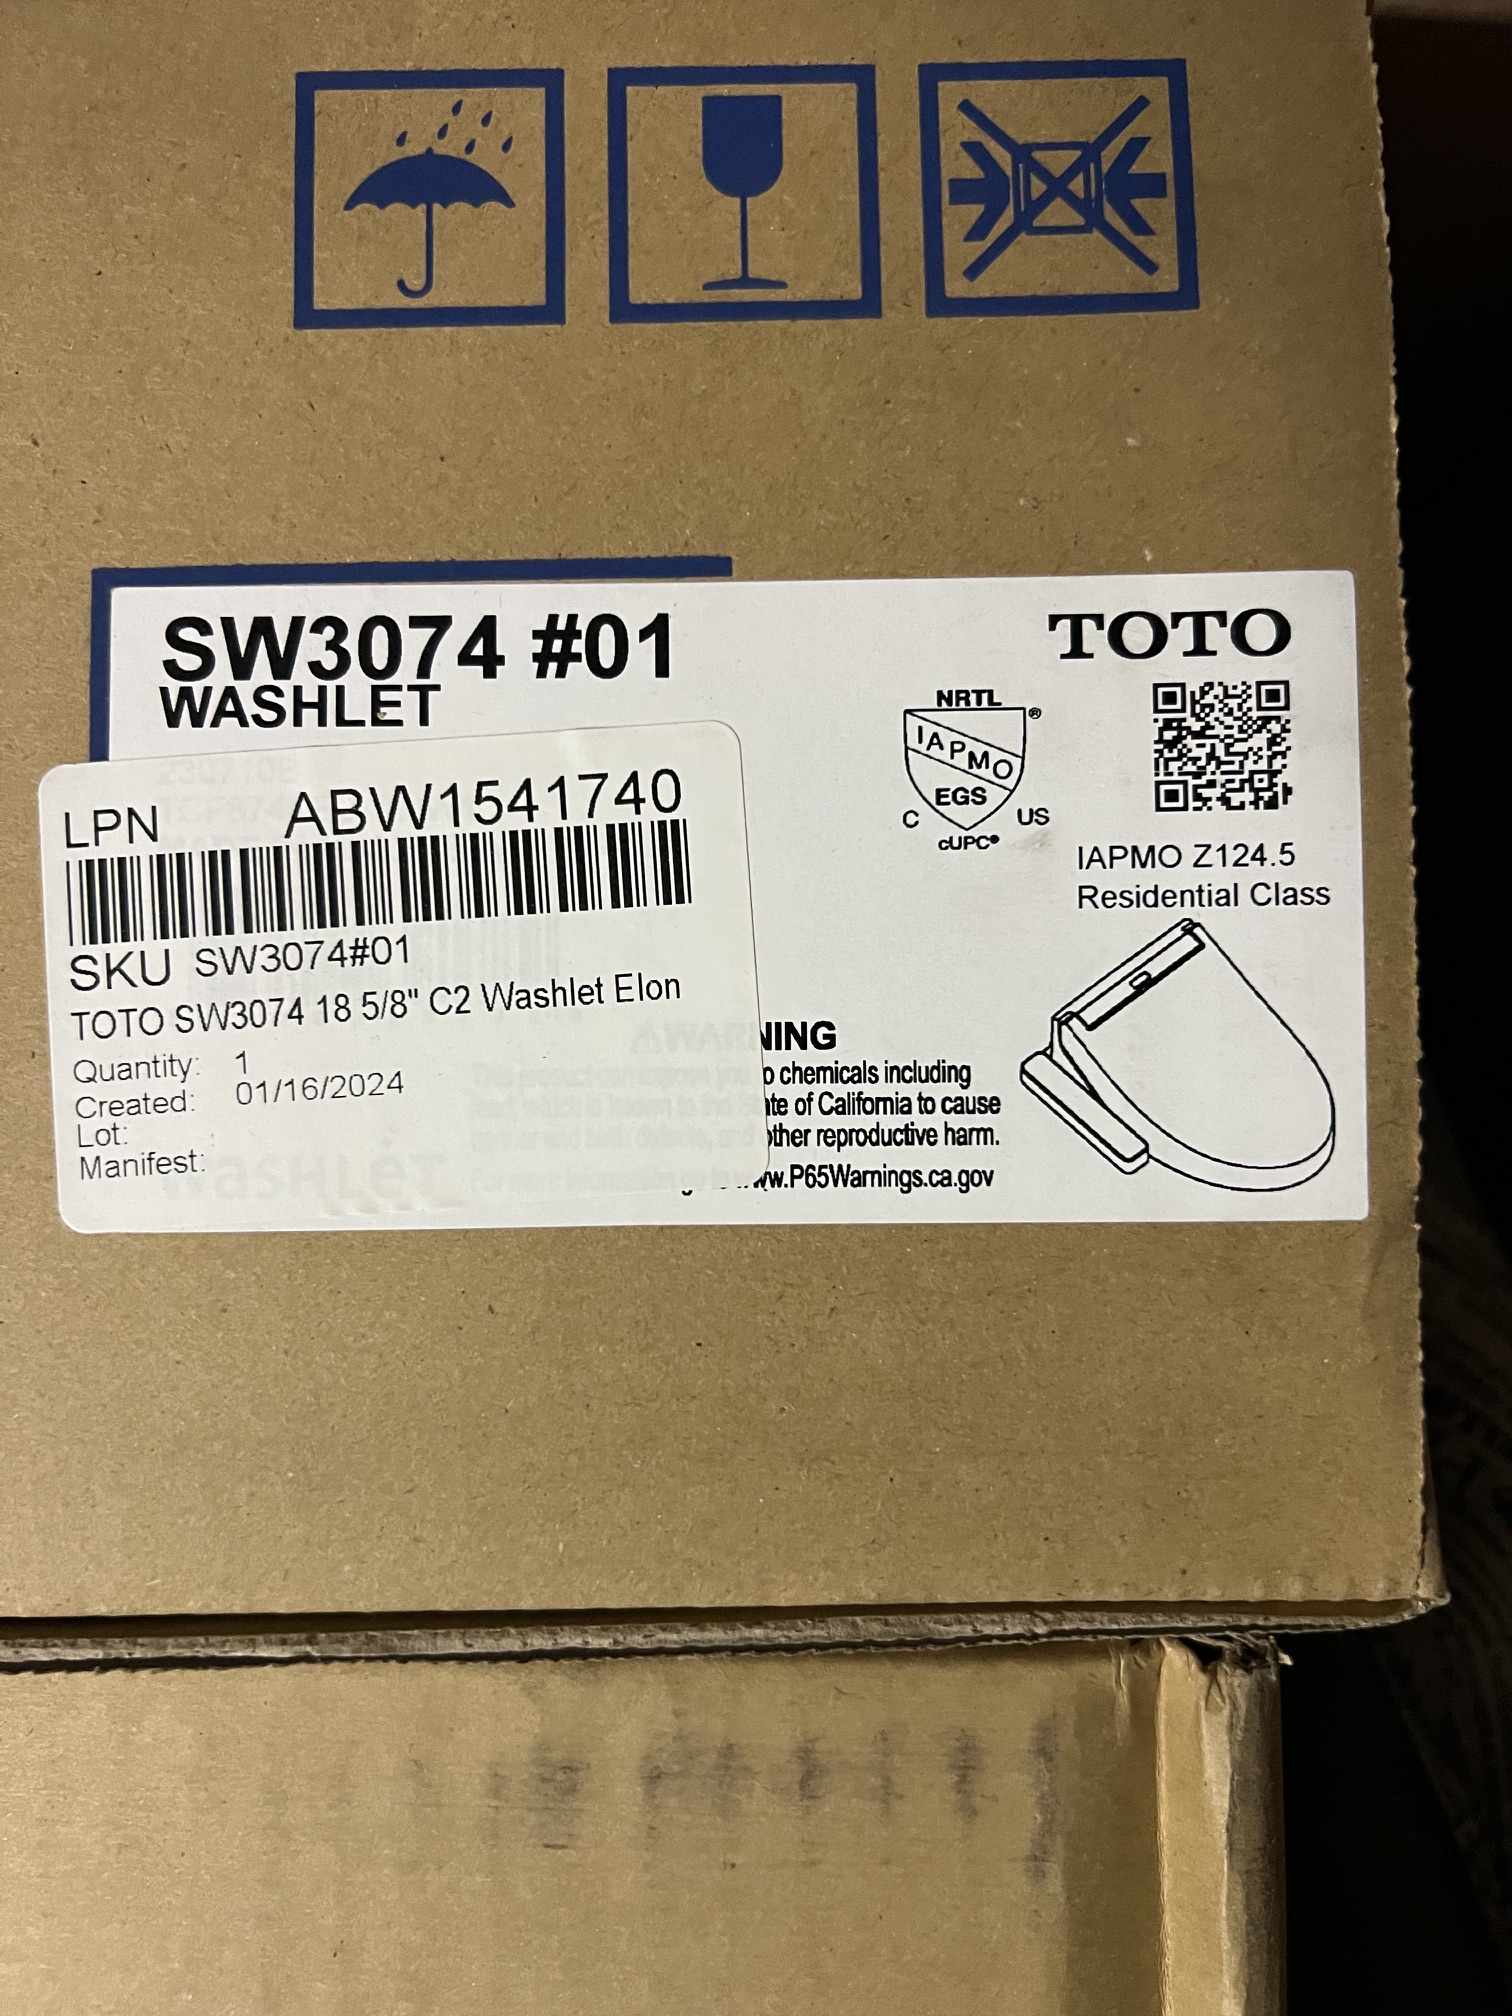 SW3074 #01
WASHLET
TOTO
NRTL
®
IAPMO
EGS
C
US
cUPC®
IAPMO Z124.5
Residential Class
LPN ABW1541740
SKU SW3074#01
TOTO SW3074 18 5/8" C2 Washlet Elon
Quantity: 1
Created: 01/16/2024
Lot:
Manifest:
NING
chemicals including
of California to cause
other reproductive harm.
www.P65Warnings.ca.gov